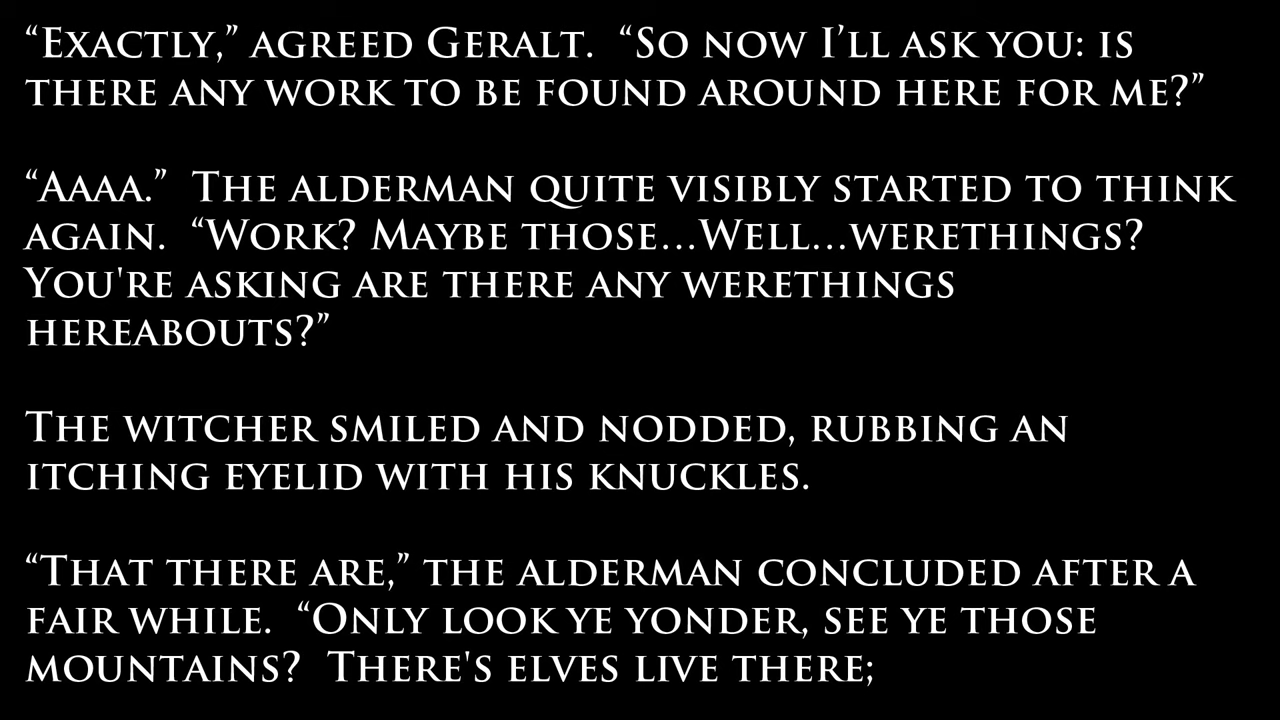 “Exactly,” agreed Geralt.  “So now I’ll ask you: is
there any work to be found around here for me?”
“Aaaa.”  The alderman quite visibly started to think
again.  “Work? Maybe those…Well…werethings?
You're asking are there any werethings
hereabouts?”
The witcher smiled and nodded, rubbing an
itching eyelid with his knuckles.
“That there are,” the alderman concluded after a
fair while.  “Only look ye yonder, see ye those
mountains?  There's elves live there;